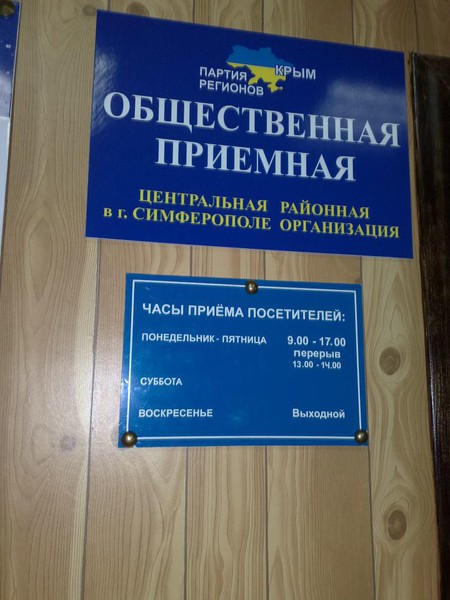 ПАРТИЯ КРЫМ
РЕГИОНОВ
ОБЩЕСТВЕННАЯ
ПРИЕМНАЯ
ЦЕНТРАЛЬНАЯ РАЙОННАЯ
в г. СИМФЕРОПОЛЕ ОРГАНИЗАЦИЯ
ЧАСЫ ПРИЁМА ПОСЕТИТЕЛЕЙ:
ПОНЕДЕЛЬНИК - ПЯТНИЦА 9.00 - 17.00
перерыв
13.00 - 14.00
СУББОТА
ВОСКРЕСЕНЬЕ Выходной